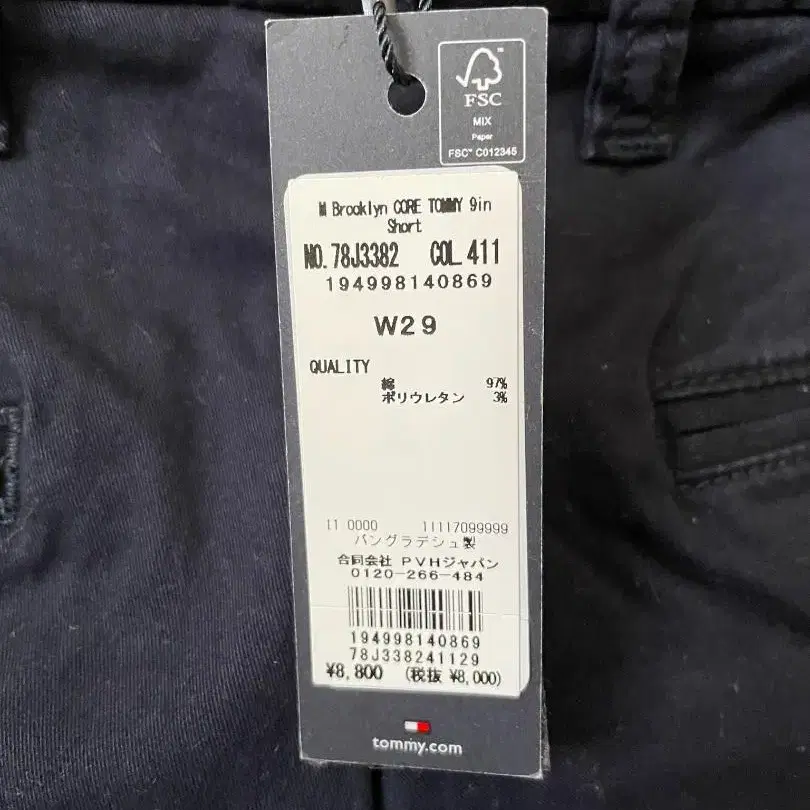 FSC
MIX
Paper
FSC™ C012345
M Brooklyn CORE TOMMY 9in
Short
NO.78J3382 COL.411
194998140869
W29
QUALITY
綿 97%
ポリウレタン 3%
11 0000 11117099999
バングラデシュ製
合同会社 PVHジャパン
0120-266-484
194998140869
78J338241129
¥8,800 (税抜 ¥8,000)
tommy.com